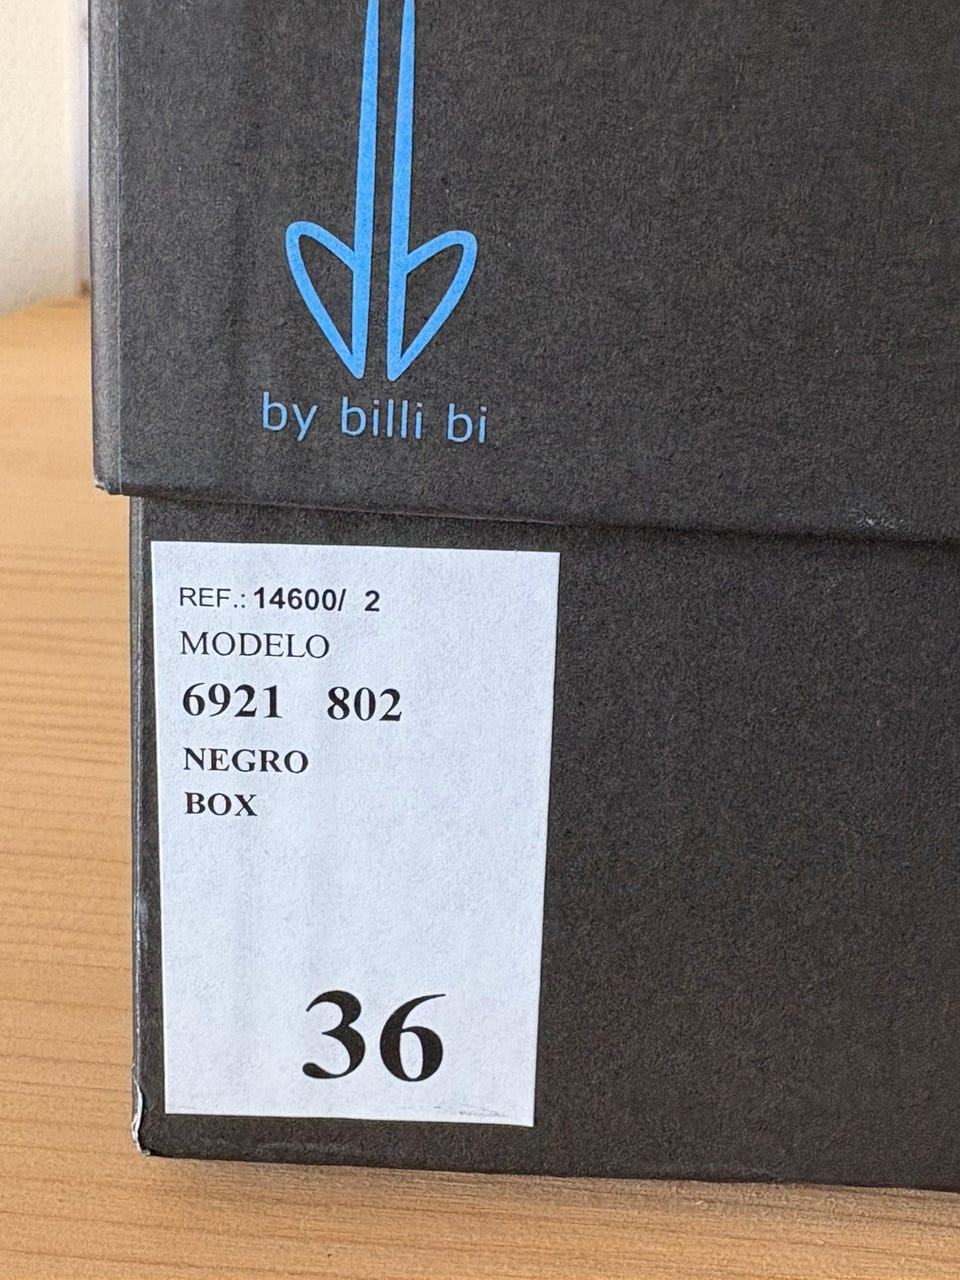 by billi bi
REF.: 14600/ 2
MODELO
6921 802
NEGRO
BOX
36